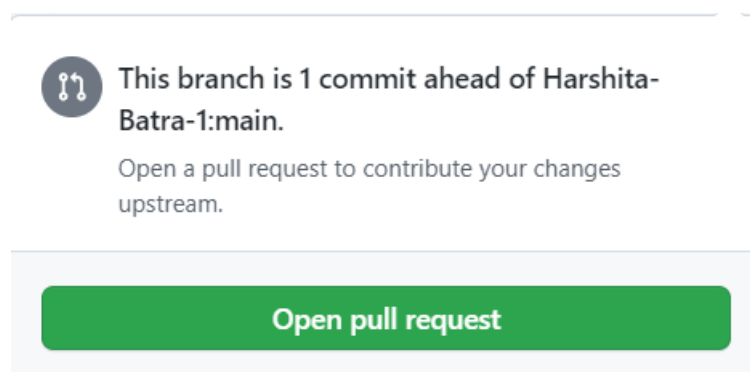 This branch is 1 commit ahead of Harshita-
Batra-1:main.
Open a pull request to contribute your changes
upstream.
Open pull request